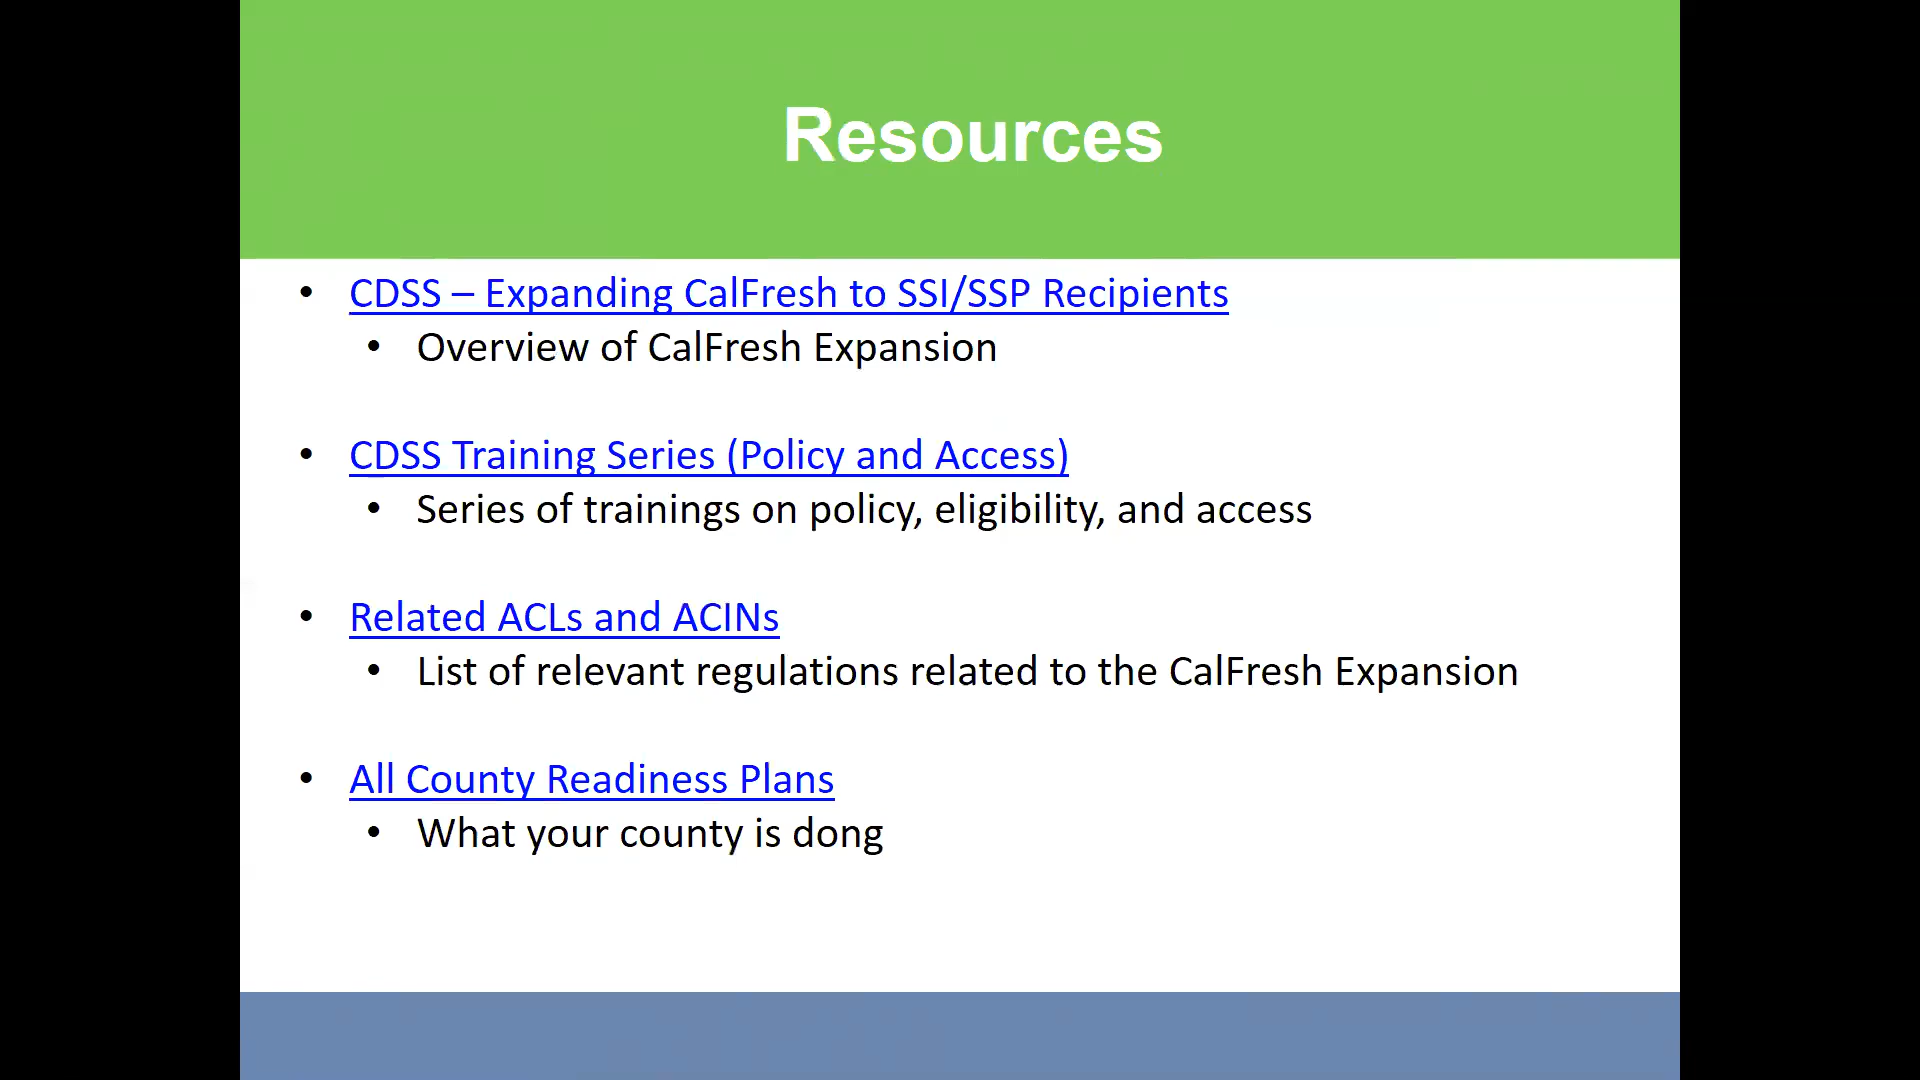 Resources
• CDSS – Expanding CalFresh to SSI/SSP Recipients
• Overview of CalFresh Expansion
• CDSS Training Series (Policy and Access)
• Series of trainings on policy, eligibility, and access
• Related ACLs and ACINs
• List of relevant regulations related to the CalFresh Expansion
• All County Readiness Plans
• What your county is dong